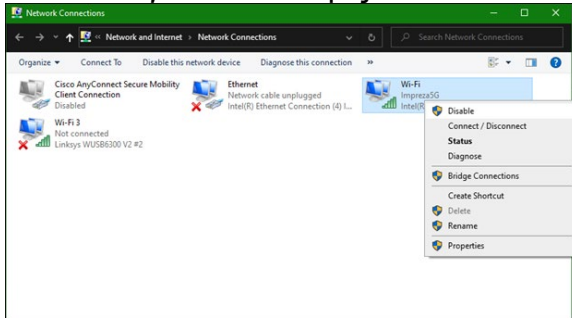 Network Connections
Network and Internet › Network Connections
Search Network Connections
Organize Connect To Disable this network device Diagnose this connection »
Cisco AnyConnect Secure Mobility Client Connection
Disabled
Ethernet
Network cable unplugged
Intel(R) Ethernet Connection (4) I...
Wi-Fi
Impreza5G
Intel(R
Wi-Fi 3
Not connected
Linksys WUSB6300 V2 #2
Disable
Connect / Disconnect
Status
Diagnose
Bridge Connections
Create Shortcut
Delete
Rename
Properties